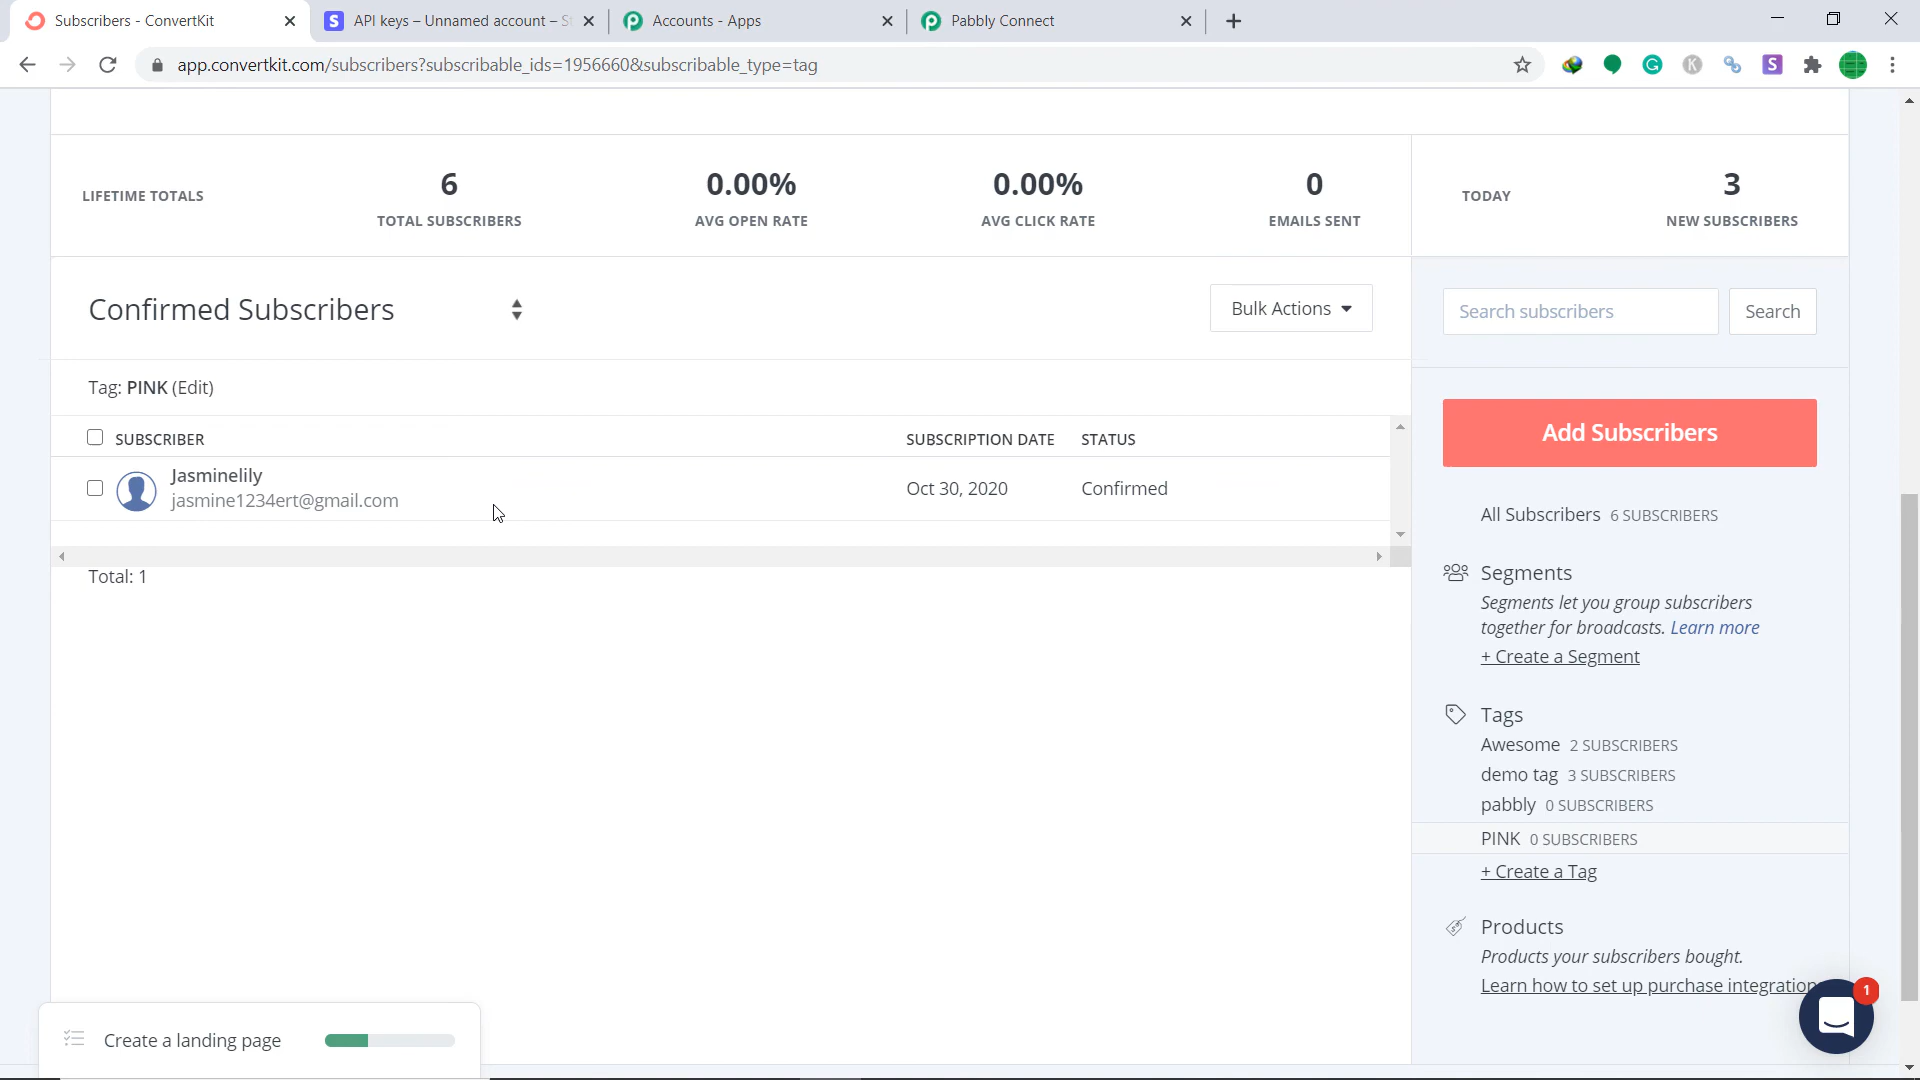 Subscribers - ConvertKit
API keys – Unnamed account –
Accounts - Apps
Pabbly Connect
app.convertkit.com/subscribers?subscribable_ids=1956660&subscribable_type=tag
LIFETIME TOTALS
6
TOTAL SUBSCRIBERS
0.00%
AVG OPEN RATE
0.00%
AVG CLICK RATE
0
EMAILS SENT
TODAY
3
NEW SUBSCRIBERS
Confirmed Subscribers
Bulk Actions
Search subscribers
Search
Tag: PINK (Edit)
SUBSCRIBER SUBSCRIPTION DATE STATUS
Jasminelily
jasmine1234ert@gmail.com
Oct 30, 2020
Confirmed
Total: 1
Add Subscribers
All Subscribers 6 SUBSCRIBERS
Segments
Segments let you group subscribers
together for broadcasts. Learn more
+ Create a Segment
Tags
Awesome 2 SUBSCRIBERS
demo tag 3 SUBSCRIBERS
pabbly 0 SUBSCRIBERS
PINK 0 SUBSCRIBERS
+ Create a Tag
Products
Products your subscribers bought.
Learn how to set up purchase integration
1
Create a landing page